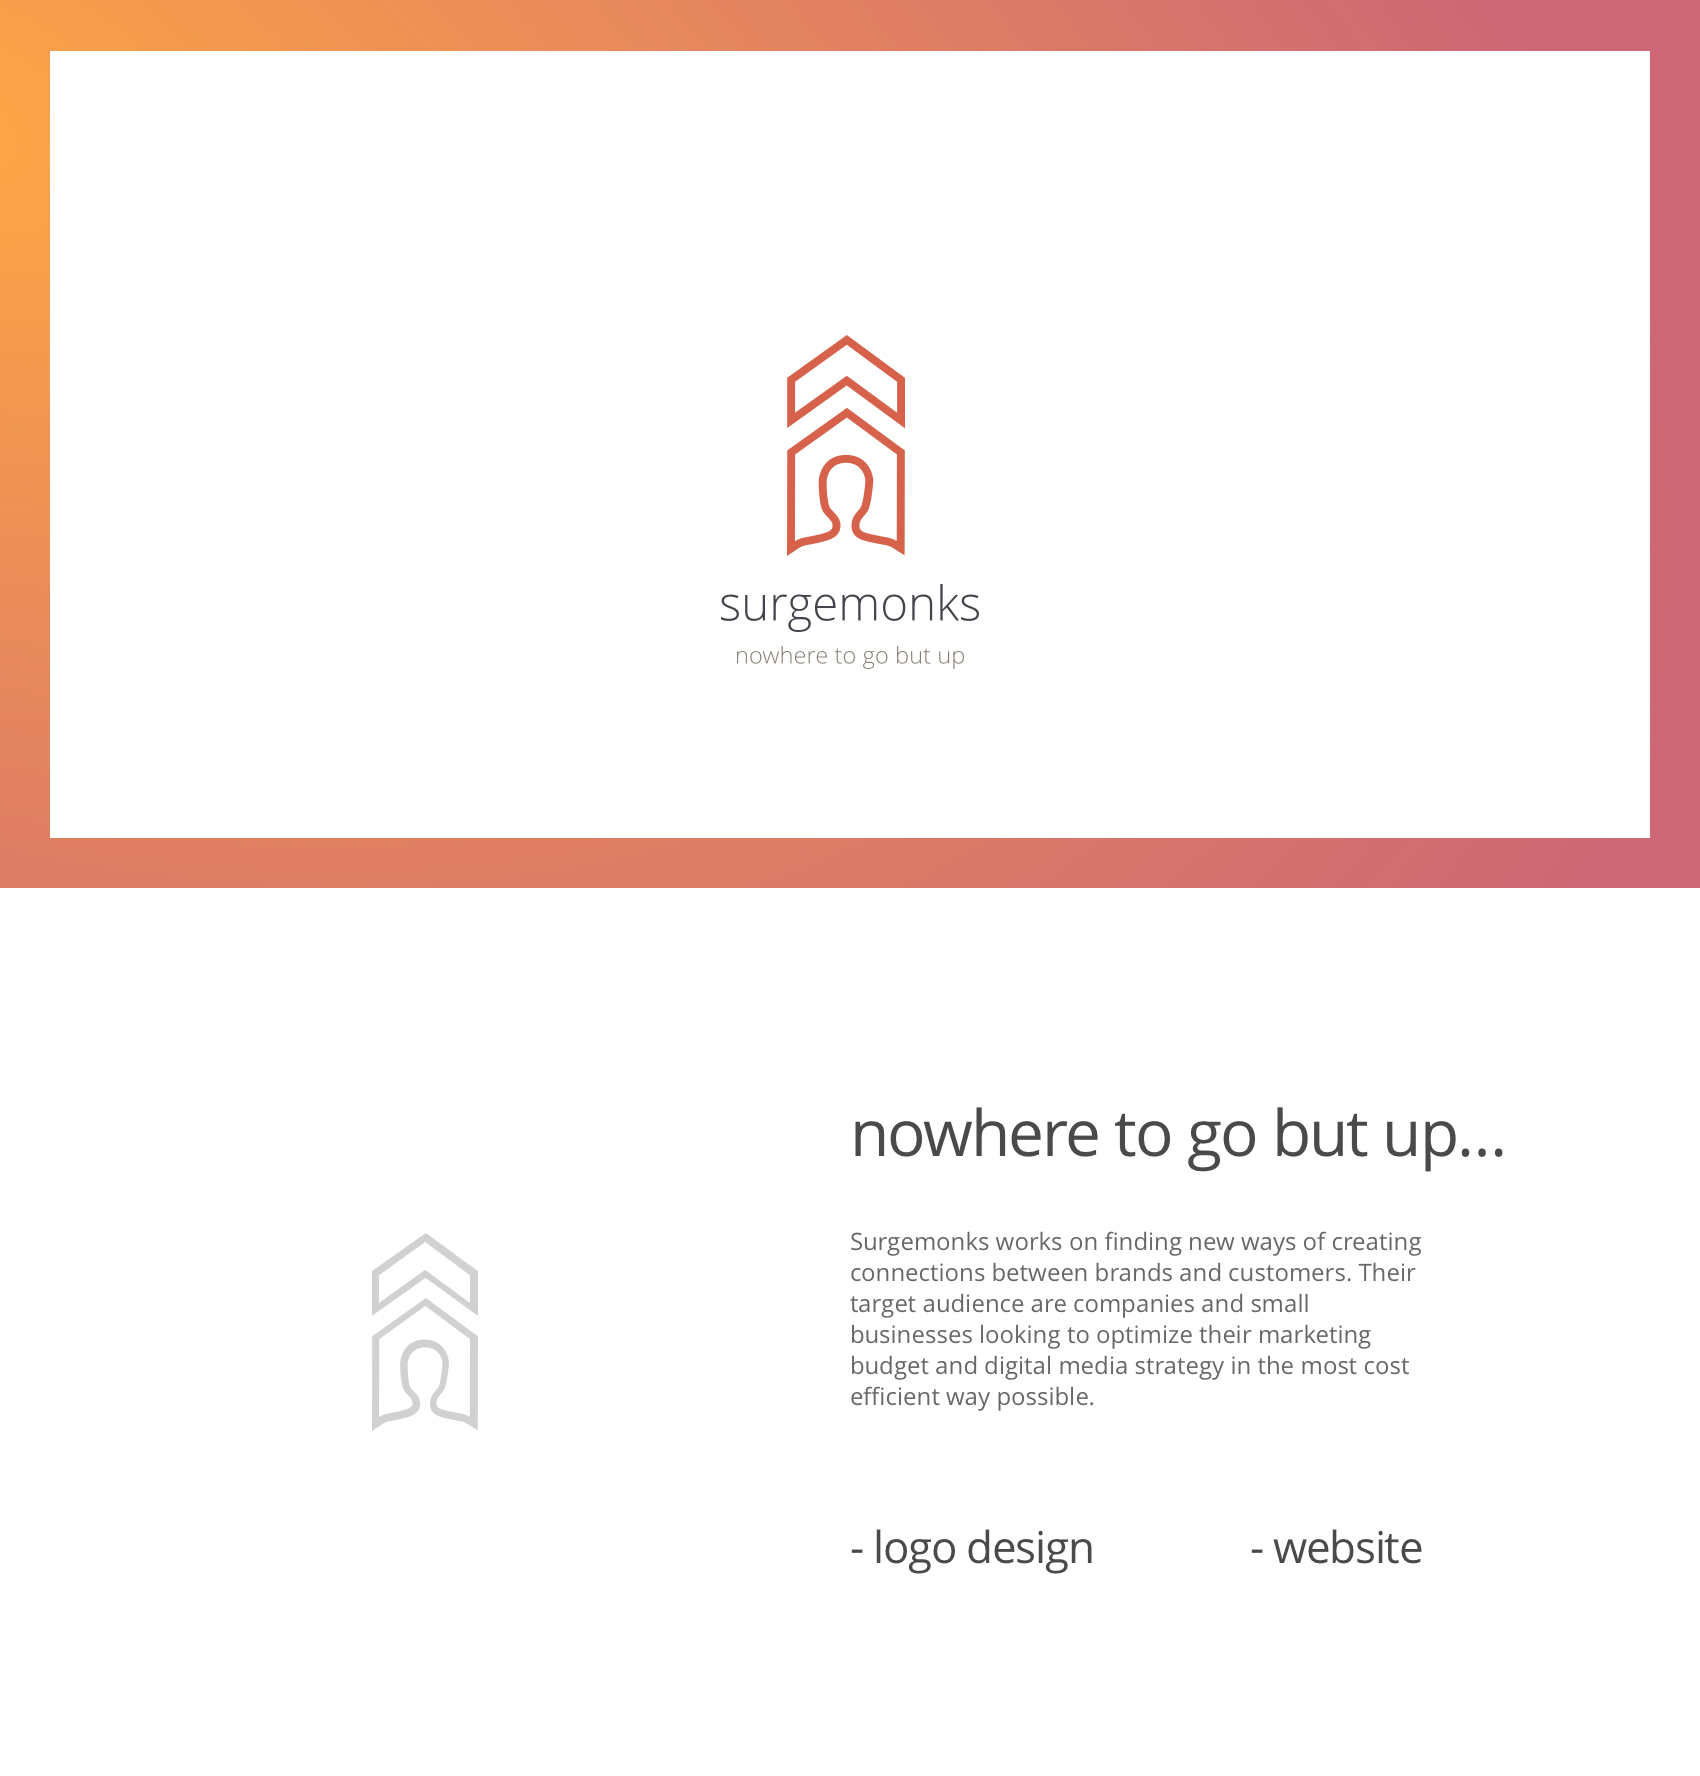 surgemonks
nowhere to go but up
nowhere to go but up...
Surgemonks works on finding new ways of creating
connections between brands and customers. Their
target audience are companies and small
businesses looking to optimize their marketing
budget and digital media strategy in the most cost
efficient way possible.
- logo design
- website